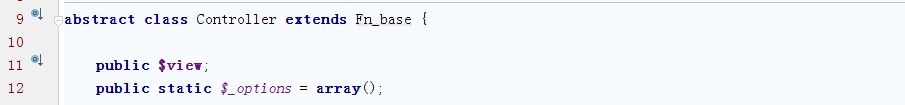 9 abstract class Controller extends Fn_base {
10
11 public $view;
12 public static $_options = array();